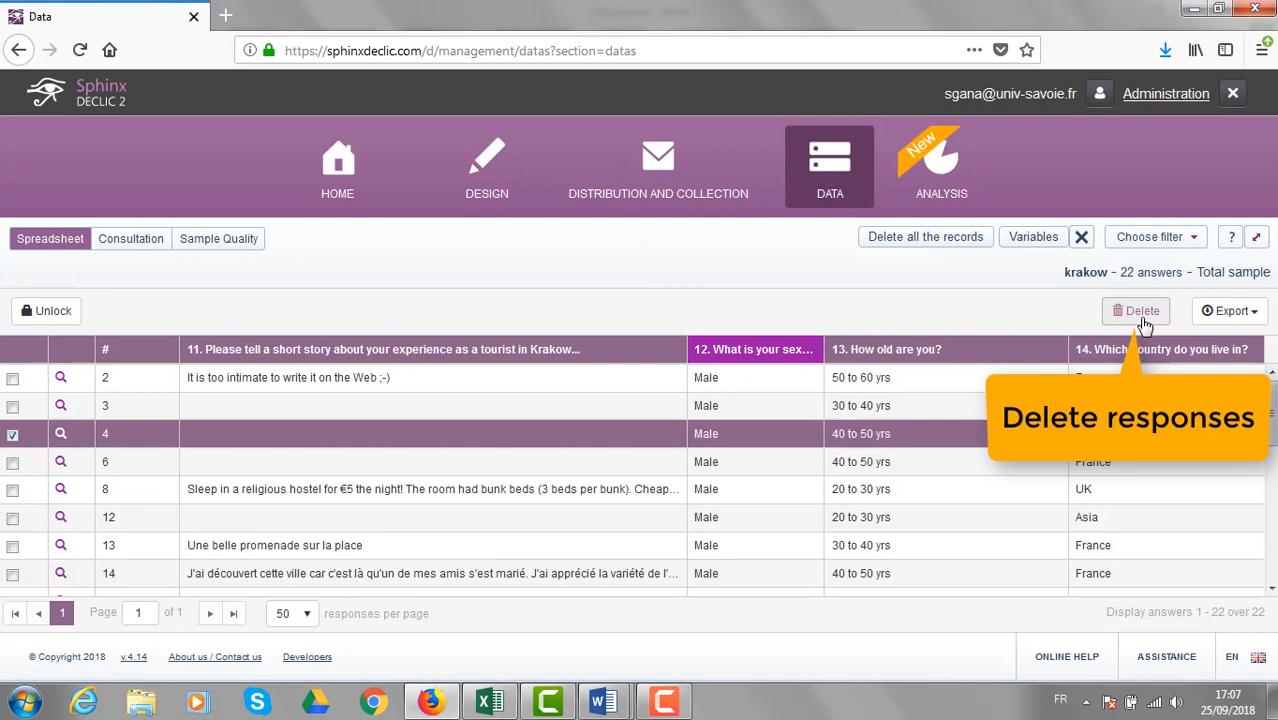 Data
https://sphinxdeclic.com/d/management/datas?section=datas
Sphinx
DECLIC 2
sgana@univ-savoie.fr
Administration
HOME
DESIGN
DISTRIBUTION AND COLLECTION
DATA
New
ANALYSIS
Spreadsheet
Consultation
Sample Quality
Delete all the records
Variables
Choose filter
?
krakow - 22 answers - Total sample
Unlock
Delete
Export
# 11. Please tell a short story about your experience as a tourist in Krakow... 12. What is your sex... 13. How old are you? 14. Which country do you live in?
2 It is too intimate to write it on the Web ;-) Male 50 to 60 yrs
3 Male 30 to 40 yrs
Delete responses
4 Male 40 to 50 yrs
6 Male 40 to 50 yrs France
8 Sleep in a religious hostel for €5 the night! The room had bunk beds (3 beds per bunk). Cheap... Male 20 to 30 yrs UK
12 Male 20 to 30 yrs Asia
13 Une belle promenade sur la place Male 30 to 40 yrs France
14 J'ai découvert cette ville car c'est là qu'un de mes amis s'est marié. J'ai apprécié la variété de l'... Male 40 to 50 yrs France
1 Page 1 of 1 50 responses per page Display answers 1 - 22 over 22
© Copyright 2018 v.4.14 About us / Contact us Developers ONLINE HELP ASSISTANCE EN
FR
17:07
25/09/2018